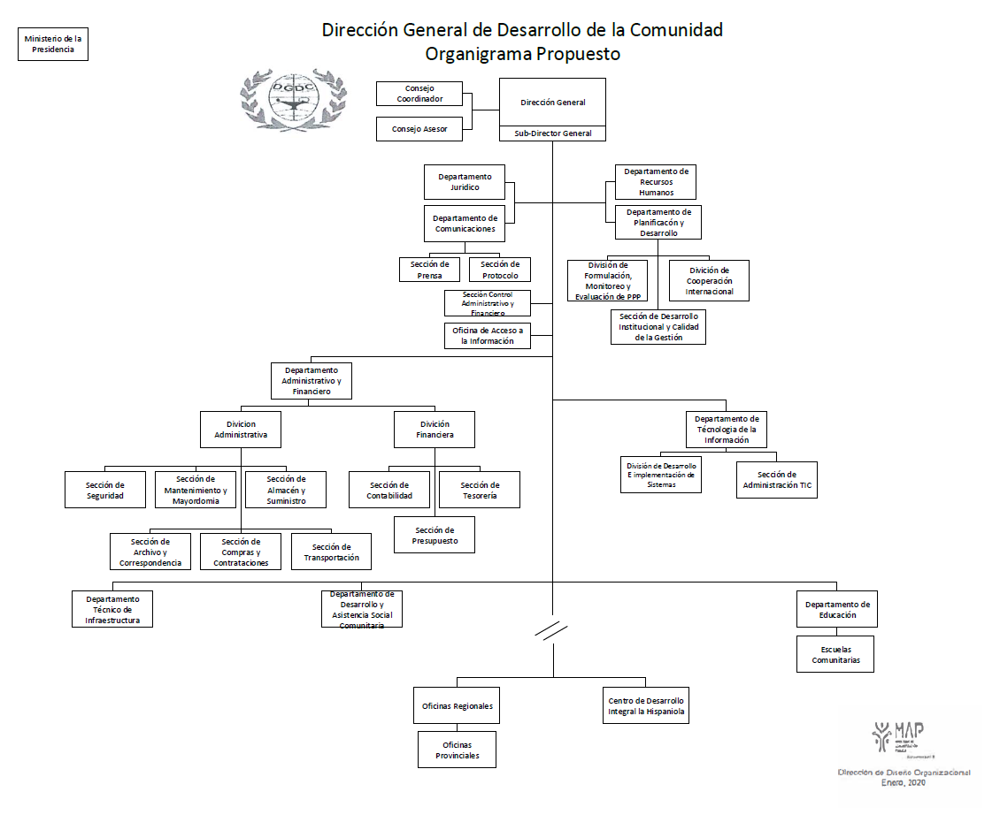 Dirección General de Desarrollo de la Comunidad
Organigrama Propuesto
Ministerio de la
Presidencia
DGDC
Consejo
Coordinador
Consejo Asesor
Dirección General
Sub-Director General
Departamento
Juridico
Departamento de
Comunicaciones
Departamento de
Recursos
Humanos
Departamento de
Planificacón y
Desarrollo
Sección de
Prensa
Sección de
Protocolo
División de
Formulación,
Monitoreo y
Evaluación de PPP
Divición de
Cooperación
Internacional
Sección Control
Administrativo y
Financiero
Sección de Desarrollo
Institucional y Calidad
de la Gestión
Oficina de Acceso a
la Información
Departamento
Administrativo y
Financiero
Divicion
Administrativa
Divición
Financiera
Departamento de
Técnologia de la
Información
División de Desarrollo
E implementación de
Sistemas
Sección de
Administración TIC
Sección de
Seguridad
Sección de
Mantenimiento y
Mayordomia
Sección de
Almacén y
Suministro
Sección de
Contabilidad
Sección de
Tesorería
Sección de
Presupuesto
Sección de
Archivo y
Correspondencia
Sección de
Compras y
Contrataciones
Sección de
Transportación
Departamento
Técnico de
Infraestructura
Departamento de
Desarrollo y
Asistencia Social
Comunitaria
Departamento de
Educación
Escuelas
Comunitarias
Oficinas Regionales
Centro de Desarrollo
Integral la Hispaniola
Oficinas
Provinciales
MAP
Dirección de Diseño Organizacional
Enero, 2020